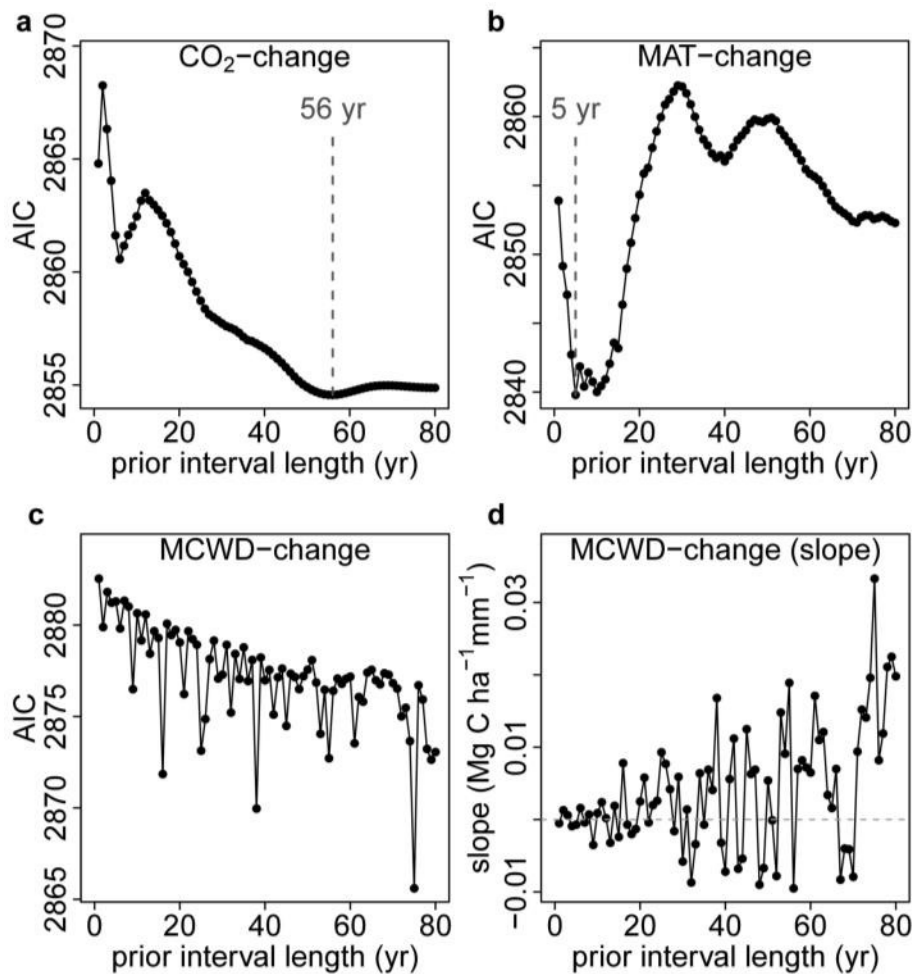 a
CO₂−change
56 yr
AIC
2870
2865
2860
2855
0 20 40 60 80
prior interval length (yr)
b
MAT−change
5 yr
AIC
2860
2850
2840
0 20 40 60 80
prior interval length (yr)
c
MCWD−change
AIC
2880
2875
2870
2865
0 20 40 60 80
prior interval length (yr)
d
MCWD−change (slope)
slope (Mg C ha⁻¹mm⁻¹)
0.03
0.01
−0.01
0 20 40 60 80
prior interval length (yr)